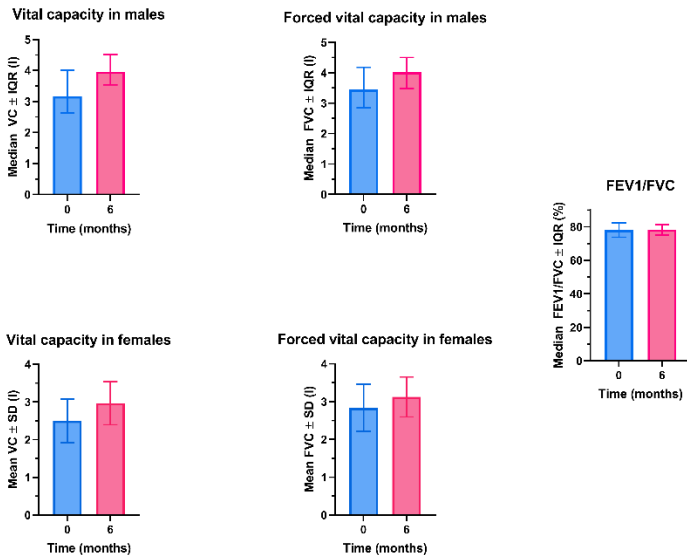 Vital capacity in males
Median VC ± IQR (l)
5
4
3
2
1
0
0 6
Time (months)
Forced vital capacity in males
Median FVC ± IQR (l)
5
4
3
2
1
0
0 6
Time (months)
FEV1/FVC
Median FEV1/FVC ± IQR (%)
80
60
40
20
0
0 6
Time (months)
Vital capacity in females
Mean VC ± SD (l)
4
3
2
1
0
0 6
Time (months)
Forced vital capacity in females
Mean FVC ± SD (l)
4
3
2
1
0
0 6
Time (months)